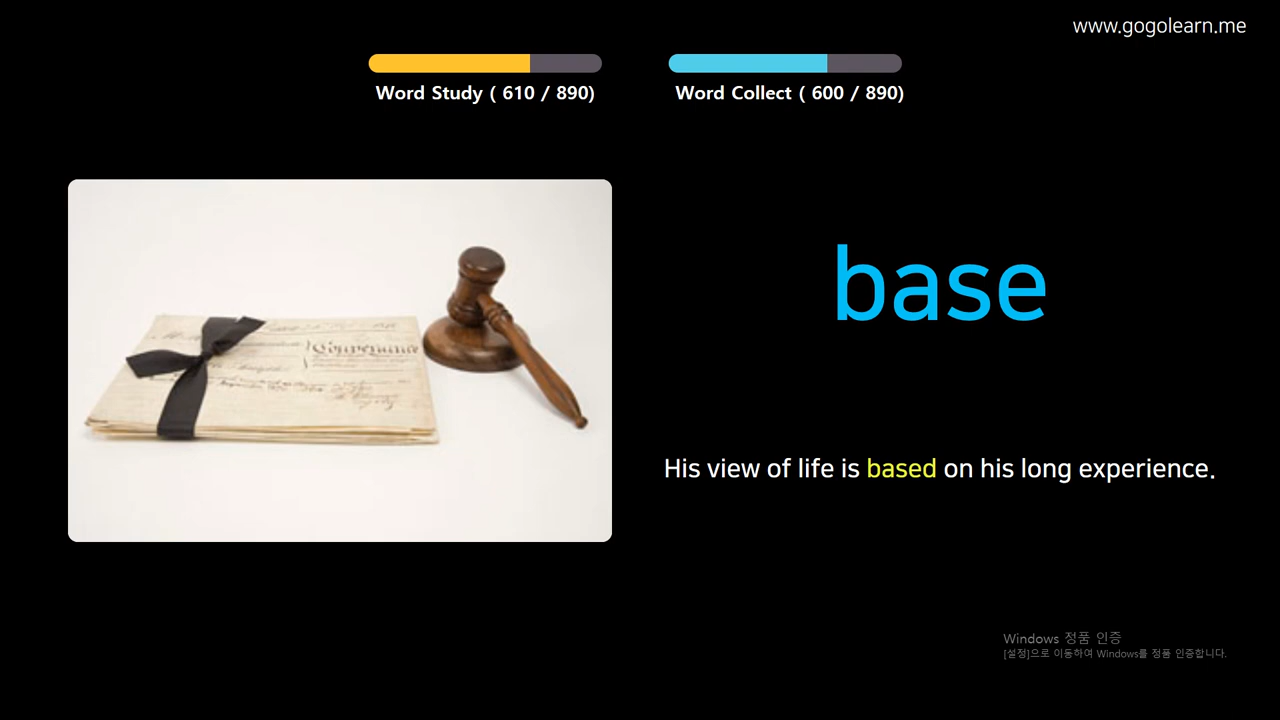 www.gogolearn.me
Word Study ( 610 / 890)
Word Collect ( 600 / 890)
base
Conveyance
His view of life is based on his long experience.
Windows 정품 인증
[설정]으로 이동하여 Windows를 정품 인증합니다.